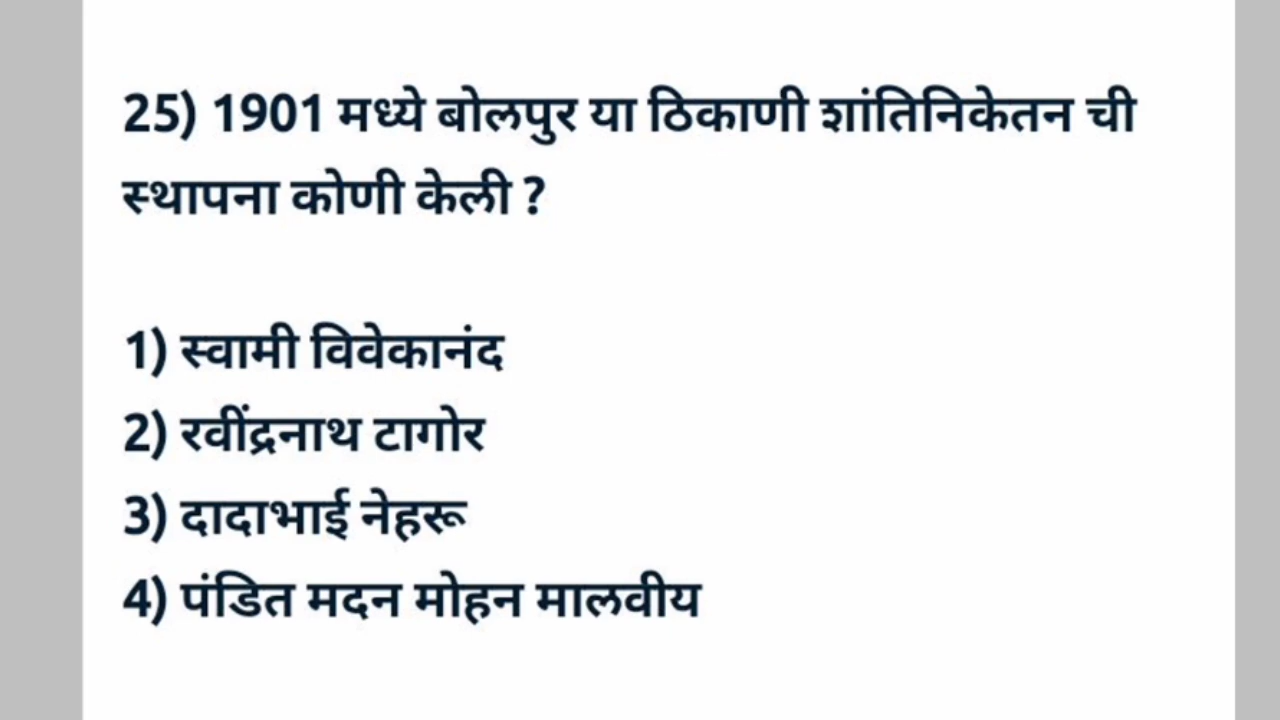 25) 1901 मध्ये बोलपुर या ठिकाणी शांतिनिकेतन ची
स्थापना कोणी केली ?
1) स्वामी विवेकानंद
2) रवींद्रनाथ टागोर
3) दादाभाई नेहरू
4) पंडित मदन मोहन मालवीय